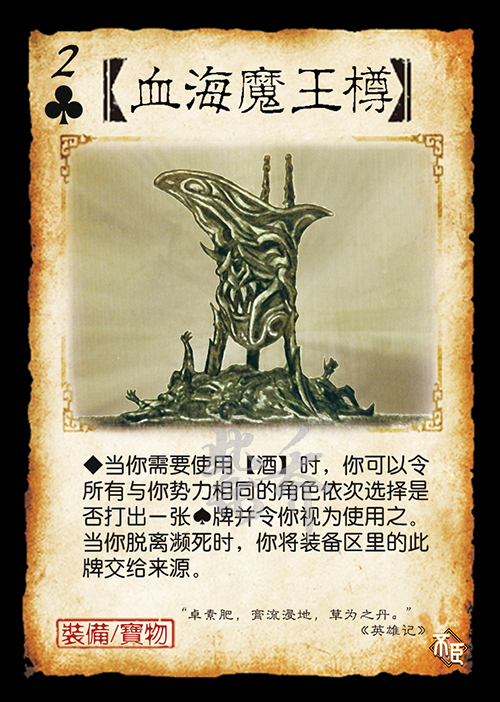 2
♣
【血海魔王樽】
◆当你需要使用【酒】时，你可以令
所有与你势力相同的角色依次选择是
否打出一张♠牌并令你视为使用之。
当你脱离濒死时，你将装备区里的此
牌交给来源。
“卓素肥，膏流浸地，草为之丹。”
《英雄记》
裝備/寶物